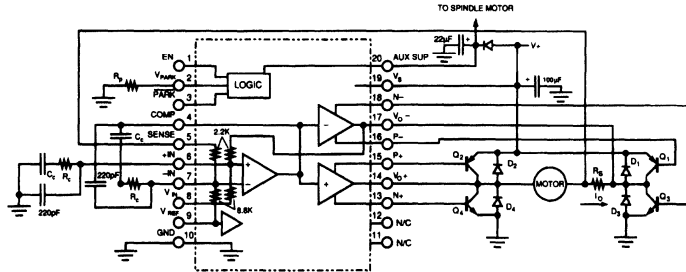 TO SPINDLE MOTOR
22µF +
V+
EN 1
20 AUX SUP
RP
VPARK 2
LOGIC
19 VS
+ 100µF
PARK 3
18 N–
COMP 4
–
17 VO–
SENSE 5
2.2K
16 P–
CC
+IN 6
+
15 P+
Q2
D2
D1
Q1
CC RC
220pF
–IN 7
–
+
14 VO+
MOTOR
RS
RC
VIN 8
13 N+
Q4
D4
IO
D3
Q3
220pF
8.8K
VREF 9
12 N/C
GND 10
11 N/C